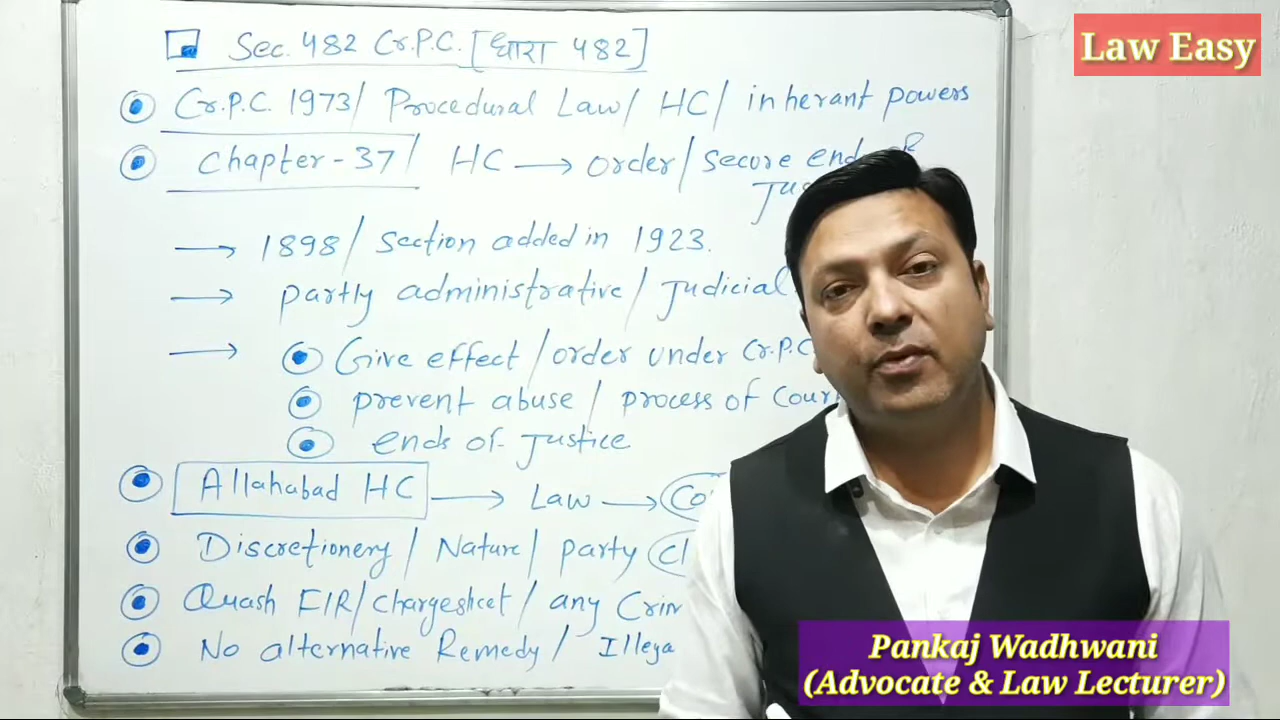 Sec. 482 Cr.P.C. [धारा 482]
Cr.P.C. 1973/ Procedural Law/ HC/ inherant powers
Chapter-37/ HC → order/ secure ends of
→ 1898/ section added in 1923.
→ partly administrative/ Judicial
→ Give effect/order under Cr.P.C
prevent abuse/ process of Cour
ends of Justice
Allahabad HC → Law →
Discretionery/ Nature/ party
Quash FIR/chargesheet/ any
No alternative Remedy/
Law Easy
Pankaj Wadhwani
(Advocate & Law Lecturer)